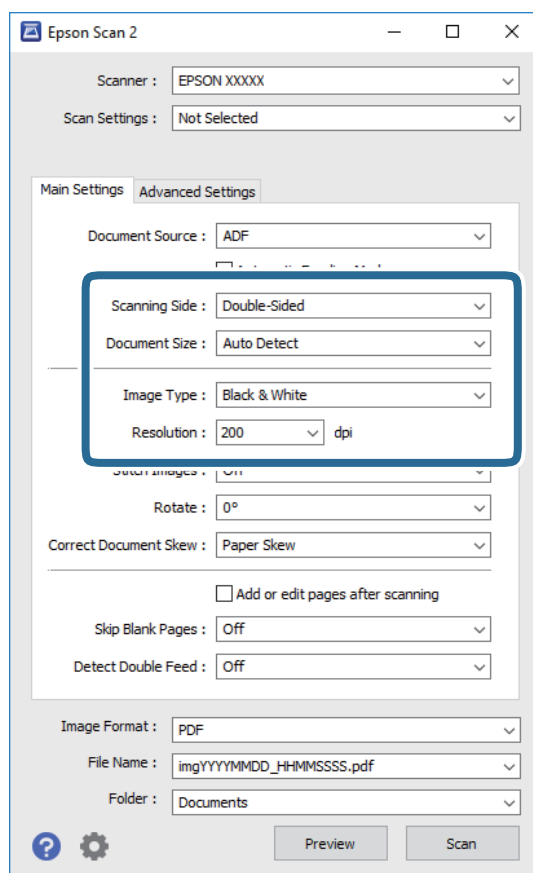 Epson Scan 2
Scanner : EPSON XXXXX
Scan Settings : Not Selected
Main Settings Advanced Settings
Document Source : ADF
Scanning Side : Double-Sided
Document Size : Auto Detect
Image Type : Black & White
Resolution : 200 dpi
Stitch Images : Off
Rotate : 0°
Correct Document Skew : Paper Skew
Add or edit pages after scanning
Skip Blank Pages : Off
Detect Double Feed : Off
Image Format : PDF
File Name : imgYYYYMMDD_HHMMSSSS.pdf
Folder : Documents
? Preview Scan